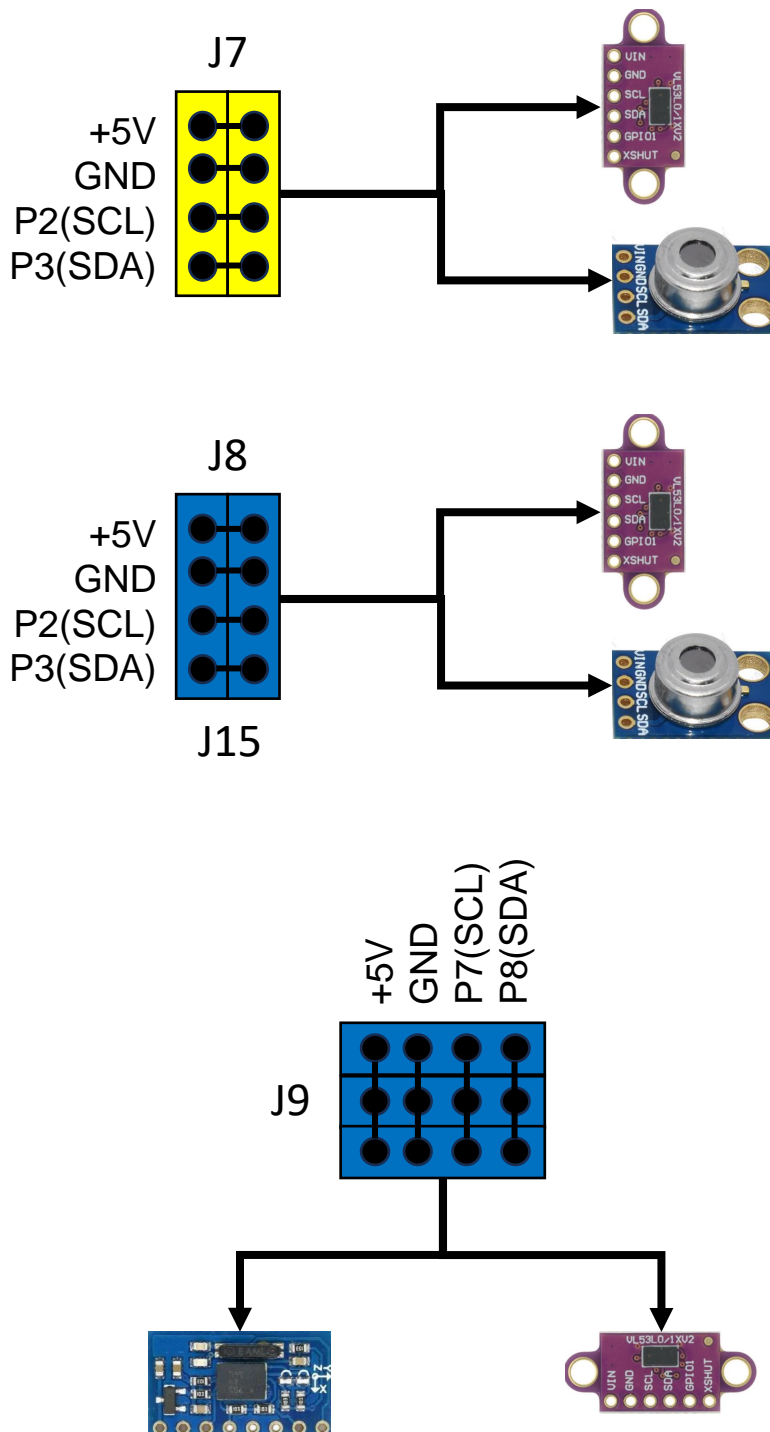 J7
+5V
GND
P2(SCL)
P3(SDA)
VIN
GND
SCL
SDA
GPIO1
XSHUT
VL53L0/1XV2
VIN
GND
SCL
SDA
J8
+5V
GND
P2(SCL)
P3(SDA)
J15
VIN
GND
SCL
SDA
GPIO1
XSHUT
VL53L0/1XV2
VIN
GND
SCL
SDA
+5V
GND
P7(SCL)
P8(SDA)
J9
Y
Z
X
VL53L0/1XV2
VIN
GND
SCL
SDA
GPIO1
XSHUT